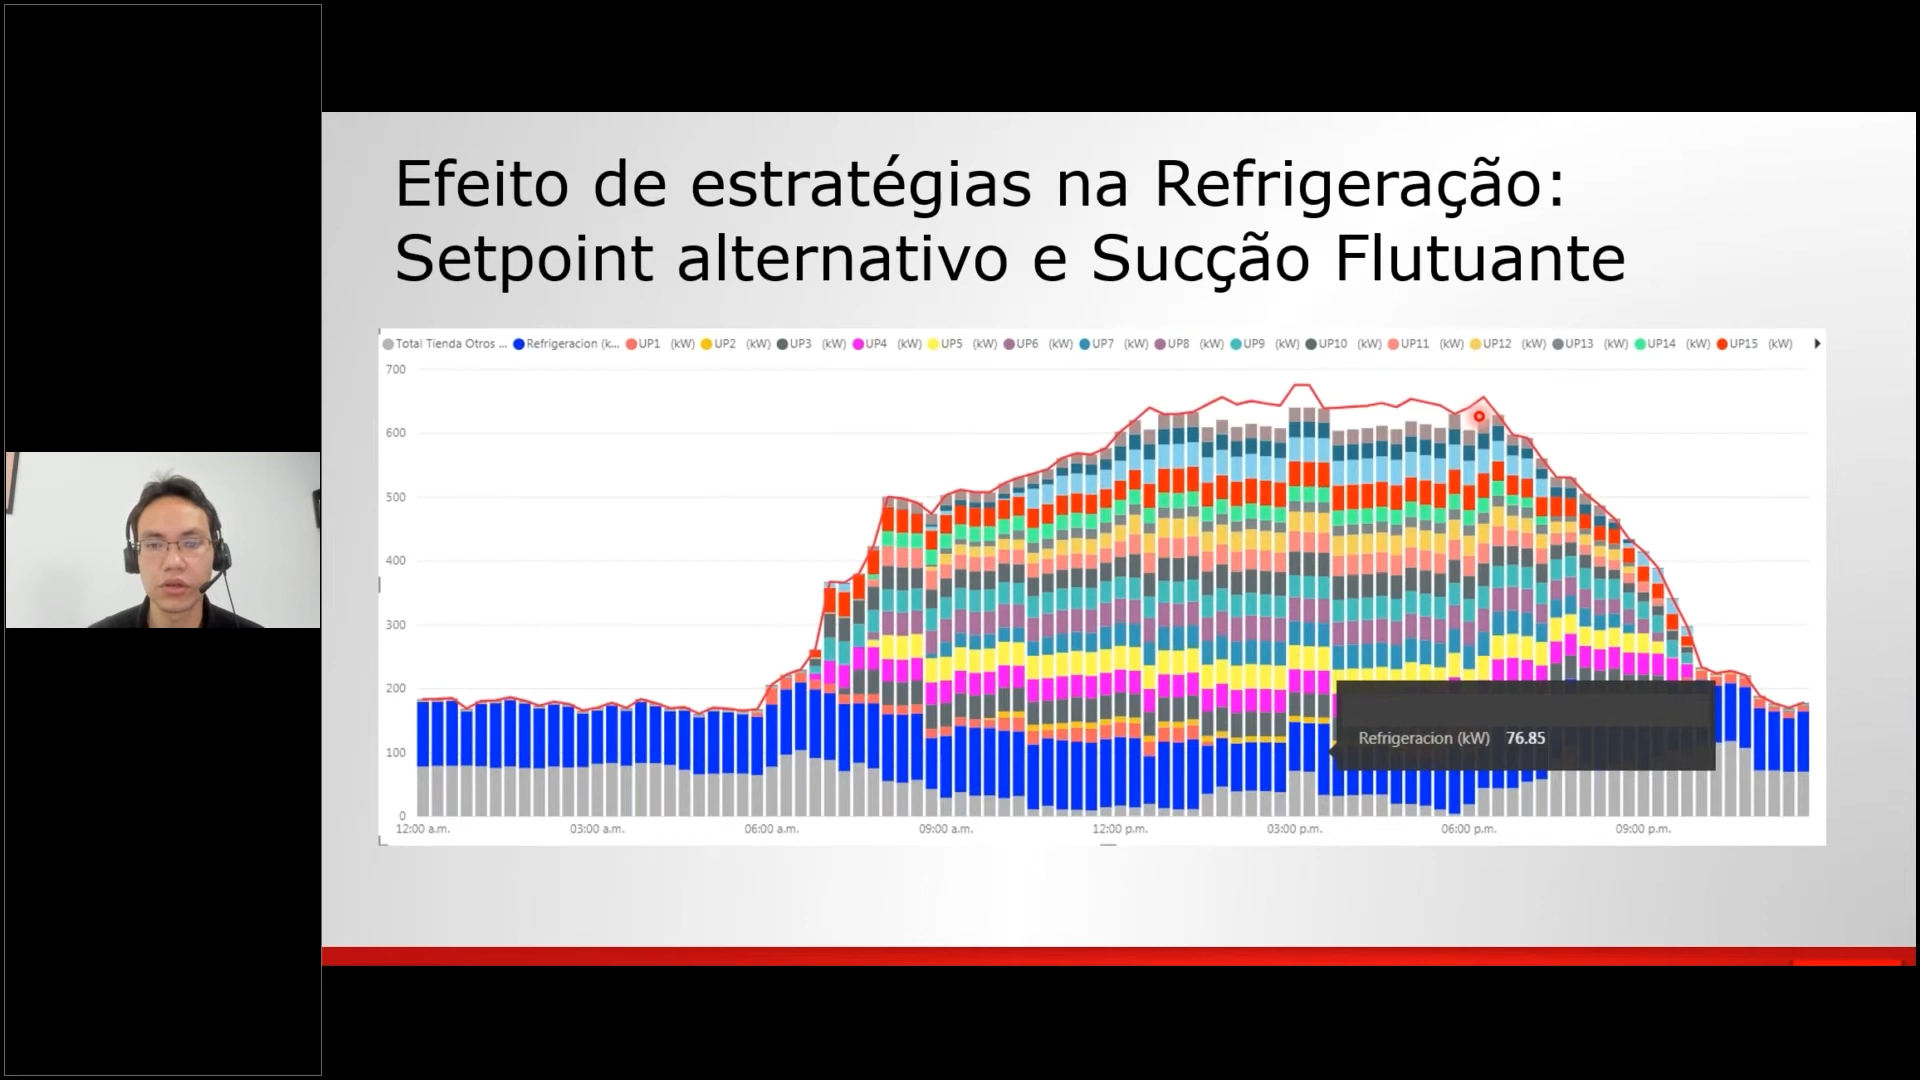 Efeito de estratégias na Refrigeração:
Setpoint alternativo e Sucção Flutuante
Total Tienda Otros ... Refrigeracion (k... UP1 (kW) UP2 (kW) UP3 (kW) UP4 (kW) UP5 (kW) UP6 (kW) UP7 (kW) UP8 (kW) UP9 (kW) UP10 (kW) UP11 (kW) UP12 (kW) UP13 (kW) UP14 (kW) UP15 (kW)
700
600
500
400
300
200
100
0
Refrigeracion (kW) 76.85
12:00 a.m. 03:00 a.m. 06:00 a.m. 09:00 a.m. 12:00 p.m. 03:00 p.m. 06:00 p.m. 09:00 p.m.